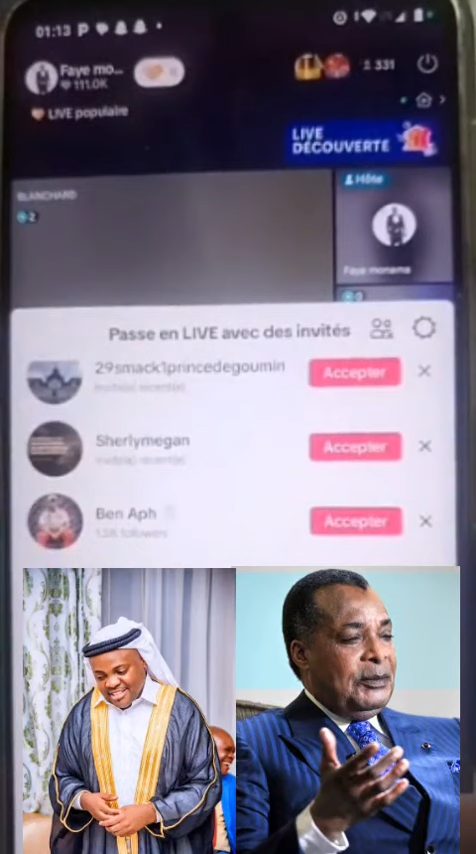 01:13
Faye mo...
111.0K
331
LIVE populaire
LIVE
DÉCOUVERTE
BLANCHARD
2
Hôte
Faye monama
Passe en LIVE avec des invités
29smack1princedegoumin
Accepter
Sherlymegan
Accepter
Ben Aph
Accepter